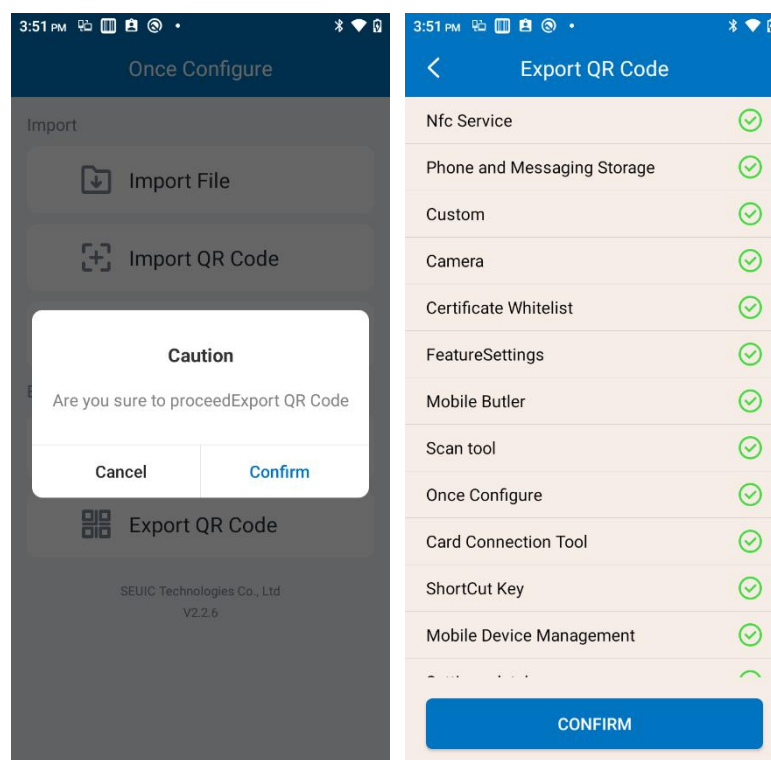 3:51 PM
Once Configure
Import
Import File
Import QR Code
Caution
Are you sure to proceedExport QR Code
Cancel
Confirm
Export QR Code
SEUIC Technologies Co., Ltd
V2.2.6
3:51 PM
Export QR Code
Nfc Service
Phone and Messaging Storage
Custom
Camera
Certificate Whitelist
FeatureSettings
Mobile Butler
Scan tool
Once Configure
Card Connection Tool
ShortCut Key
Mobile Device Management
CONFIRM